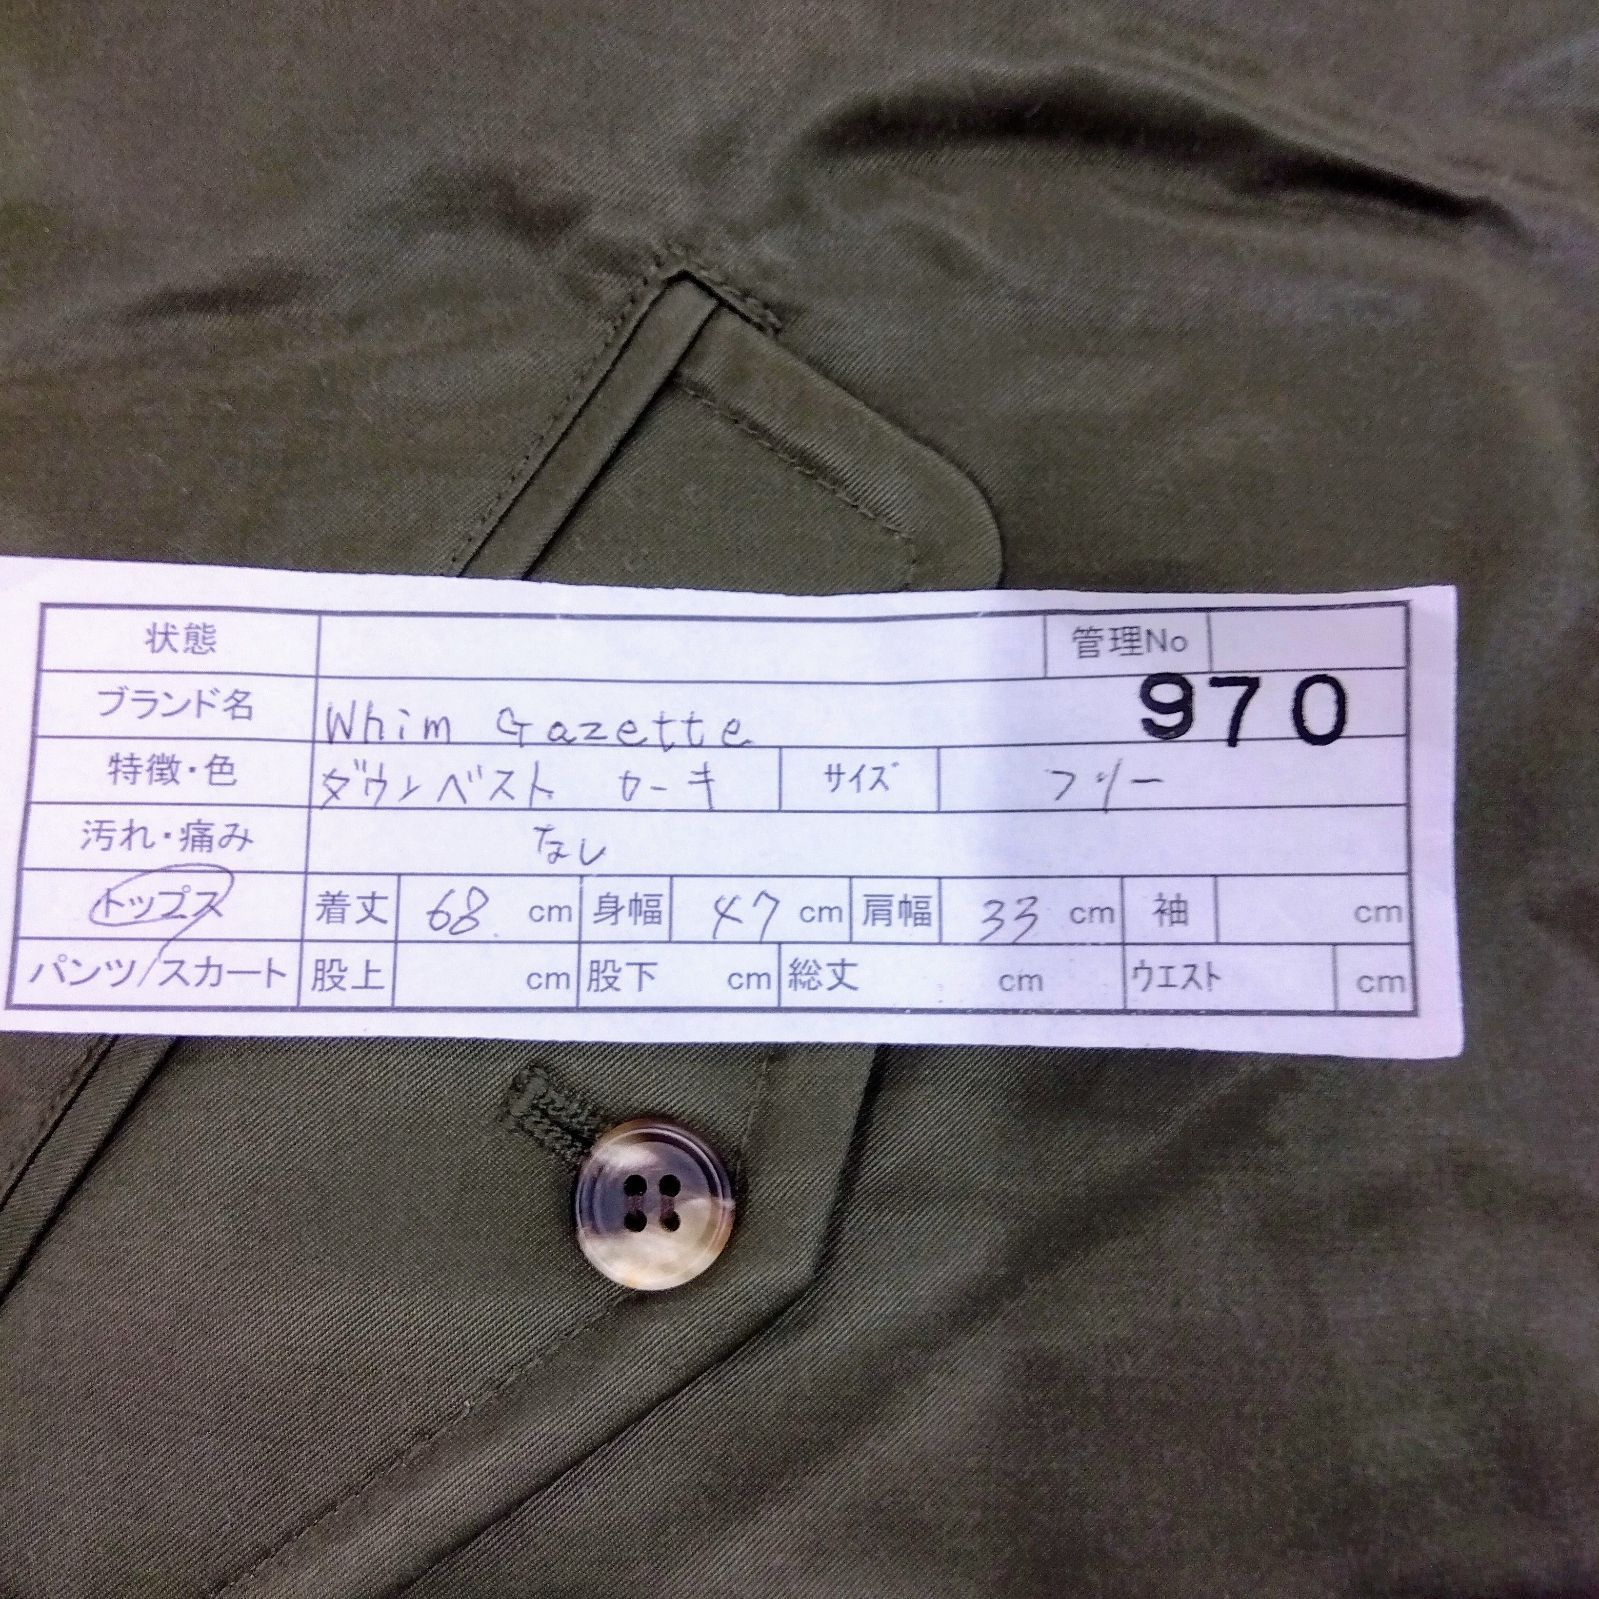 状態 管理No
ブランド名 Whim Gazette 970
特徴・色 ダウンベスト カーキ サイズ フリー
汚れ・痛み なし
トップス 着丈 68 cm 身幅 47 cm 肩幅 33 cm 袖 cm
パンツ/スカート 股上 cm 股下 cm 総丈 cm ウエスト cm